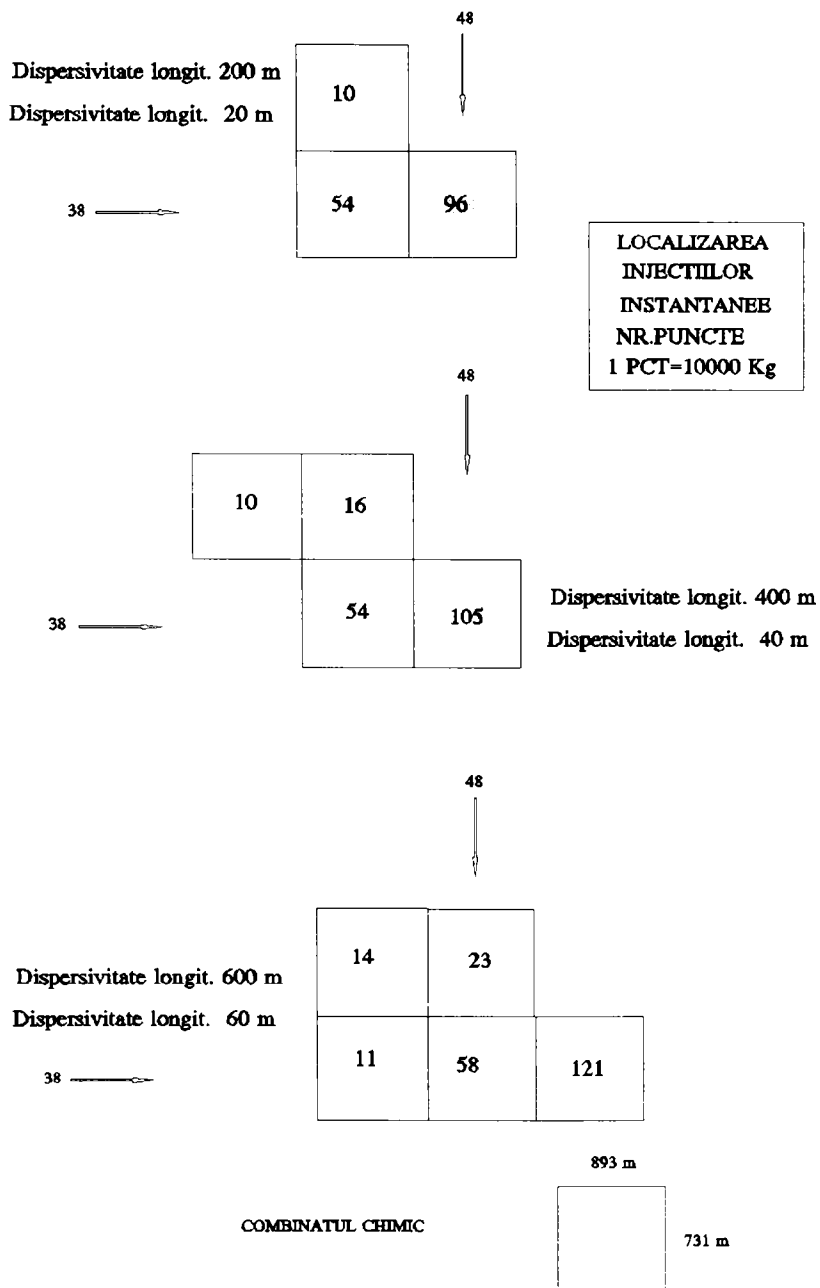 48
Dispersivitate longit. 200 m
Dispersivitate longit. 20 m
10
38
54 96
LOCALIZAREA
INJECTIILOR
INSTANTANEE
NR.PUNCTE
1 PCT=10000 Kg
48
10 16
38
54 105
Dispersivitate longit. 400 m
Dispersivitate longit. 40 m
48
14 23
Dispersivitate longit. 600 m
Dispersivitate longit. 60 m
38
11 58 121
893 m
COMBINATUL CHIMIC
731 m